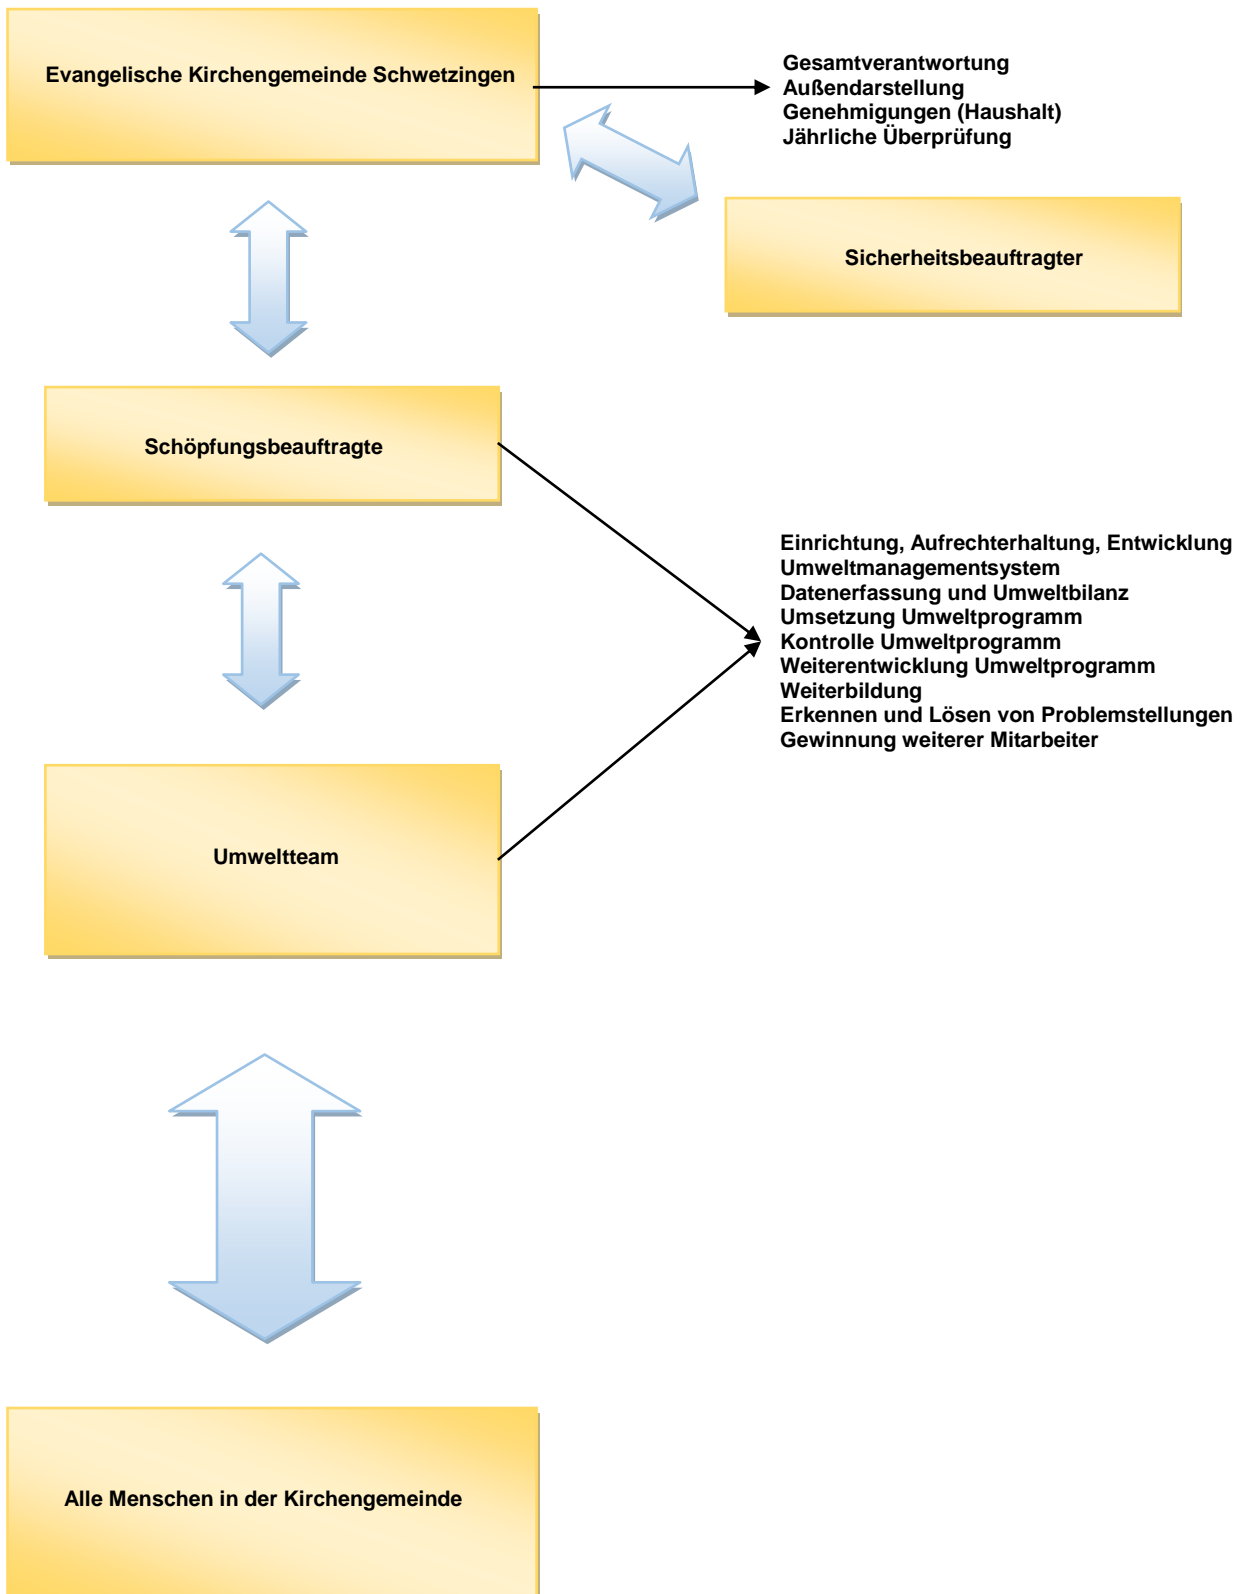 Evangelische Kirchengemeinde Schwetzingen
Gesamtverantwortung
Außendarstellung
Genehmigungen (Haushalt)
Jährliche Überprüfung
Sicherheitsbeauftragter
Schöpfungsbeauftragte
Einrichtung, Aufrechterhaltung, Entwicklung
Umweltmanagementsystem
Datenerfassung und Umweltbilanz
Umsetzung Umweltprogramm
Kontrolle Umweltprogramm
Weiterentwicklung Umweltprogramm
Weiterbildung
Erkennen und Lösen von Problemstellungen
Gewinnung weiterer Mitarbeiter
Umweltteam
Alle Menschen in der Kirchengemeinde